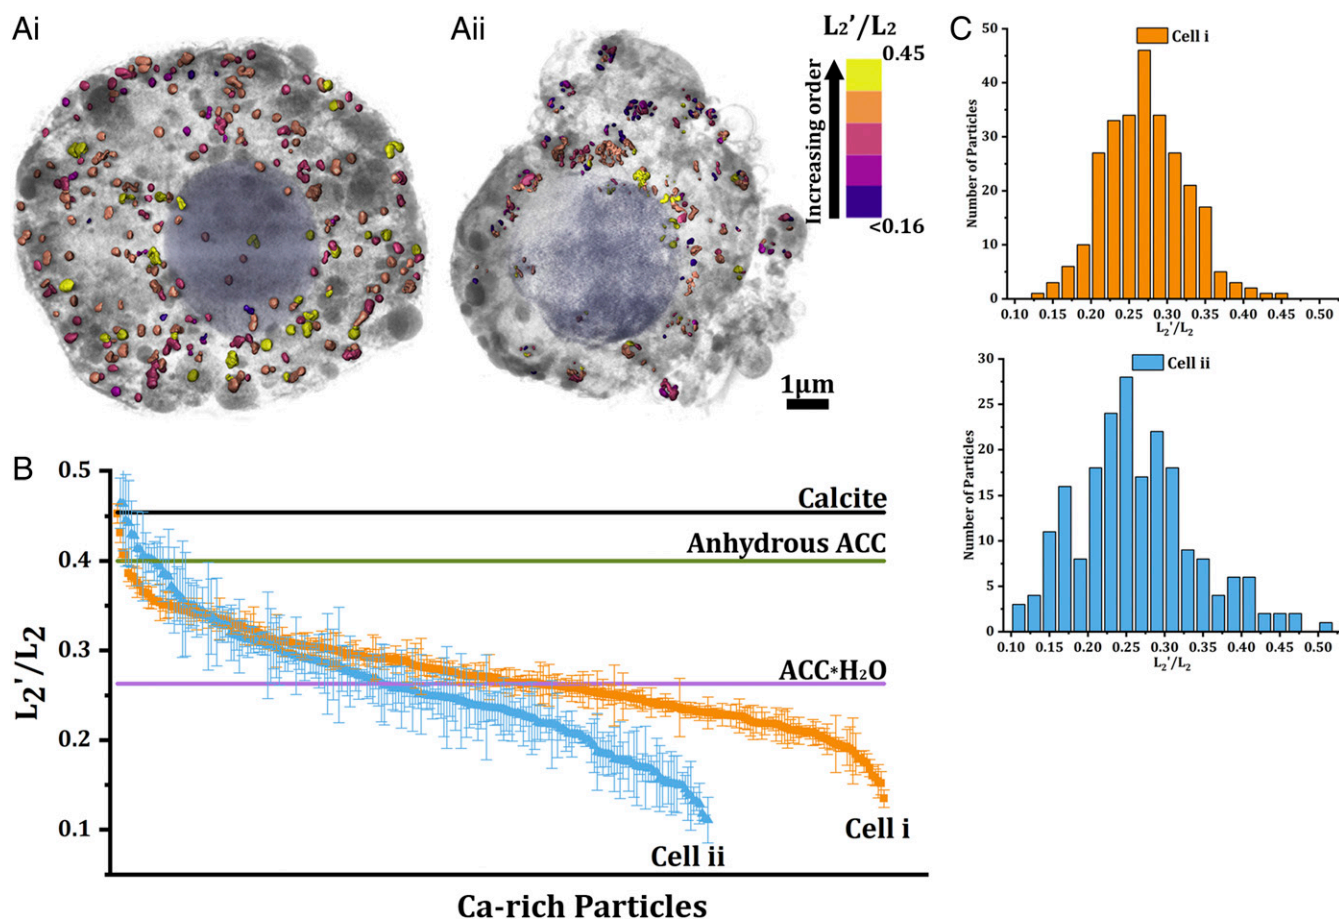 Ai
Aii
L₂'/L₂
0.45
Increasing order
<0.16
1μm
C
Cell i
50
40
30
20
10
0
Number of Particles
0.10 0.15 0.20 0.25 0.30 0.35 0.40 0.45 0.50
L₂'/L₂
Cell ii
30
25
20
15
10
5
0
Number of Particles
0.10 0.15 0.20 0.25 0.30 0.35 0.40 0.45 0.50
L₂'/L₂
B
0.5
0.4
0.3
0.2
0.1
L₂'/L₂
Calcite
Anhydrous ACC
ACC*H₂O
Cell i
Cell ii
Ca-rich Particles